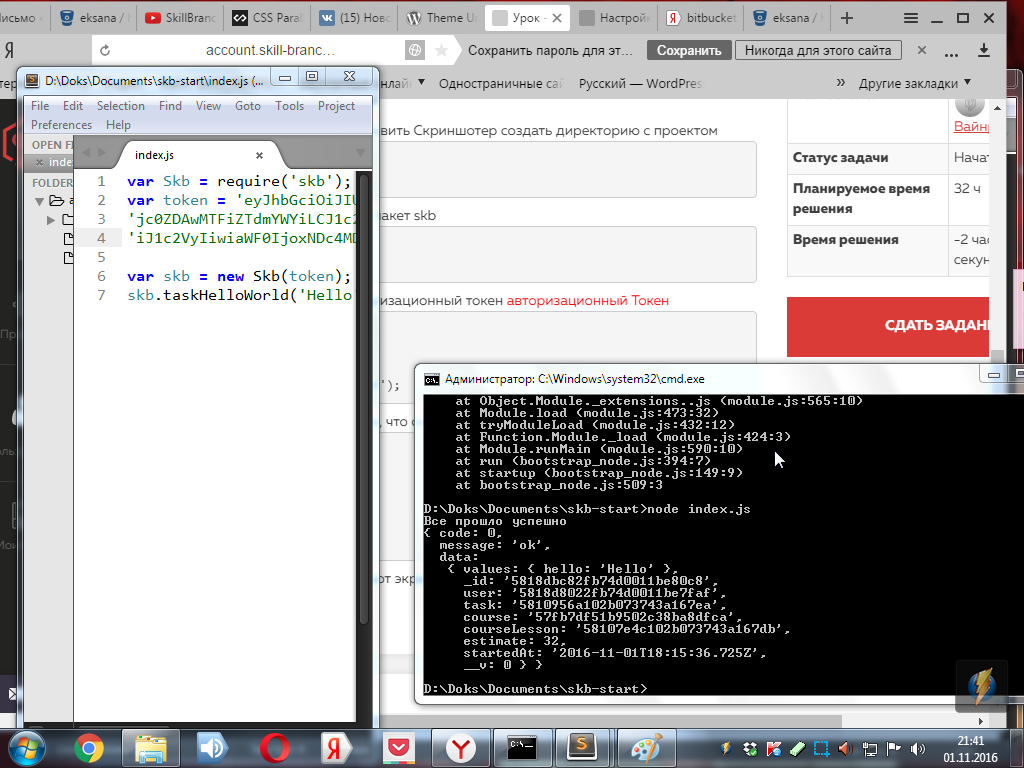 исьмо
eksana /
SkillBranc
CSS Paral
(15) Новс
Theme Un
Урок -
Настройк
bitbucket
eksana /
Я
account.skill-branc…
Сохранить пароль для эт…
Сохранить
Никогда для этого сайта
нлайн
Одностраничные са
Русский — WordPres
»
Другие закладки
D:\Doks\Documents\skb-start\index.js (...
File Edit Selection Find View Goto Tools Project
Preferences Help
OPEN FI
inde
FOLDER
index.js
1 var Skb = require('skb');
2 var token = 'eyJhbGciOiJIU
3 'jc0ZDAwMTFiZTdmYWYiLCJ1c2
4 'iJ1c2VyIiwiaWF0IjoxNDc4MD
5
6 var skb = new Skb(token);
7 skb.taskHelloWorld('Hello'
вить Скриншотер создать директорию с проектом
акет skb
изационный токен авторизационный Токен
');
, что с
от экр
Вайн
Статус задачи
Начат
Планируемое время
решения
32 ч
Время решения
-2 час
секун
СДАТЬ ЗАДАН
Администратор: C:\Windows\system32\cmd.exe
at Object.Module._extensions..js (module.js:565:10)
at Module.load (module.js:473:32)
at tryModuleLoad (module.js:432:12)
at Function.Module._load (module.js:424:3)
at Module.runMain (module.js:590:10)
at run (bootstrap_node.js:394:7)
at startup (bootstrap_node.js:149:9)
at bootstrap_node.js:509:3
D:\Doks\Documents\skb-start>node index.js
Все прошло успешно
{ code: 0,
message: 'ok',
data:
{ values: { hello: 'Hello' },
_id: '5818dbc82fb74d0011be80c8',
user: '5818d8022fb74d0011be7faf',
task: '5810956a102b073743a167ea',
course: '57fb7df51b9502c38ba8dfca',
courseLesson: '58107e4c102b073743a167db',
estimate: 32,
startedAt: '2016-11-01T18:15:36.725Z',
__v: 0 } }
D:\Doks\Documents\skb-start>
21:41
01.11.2016